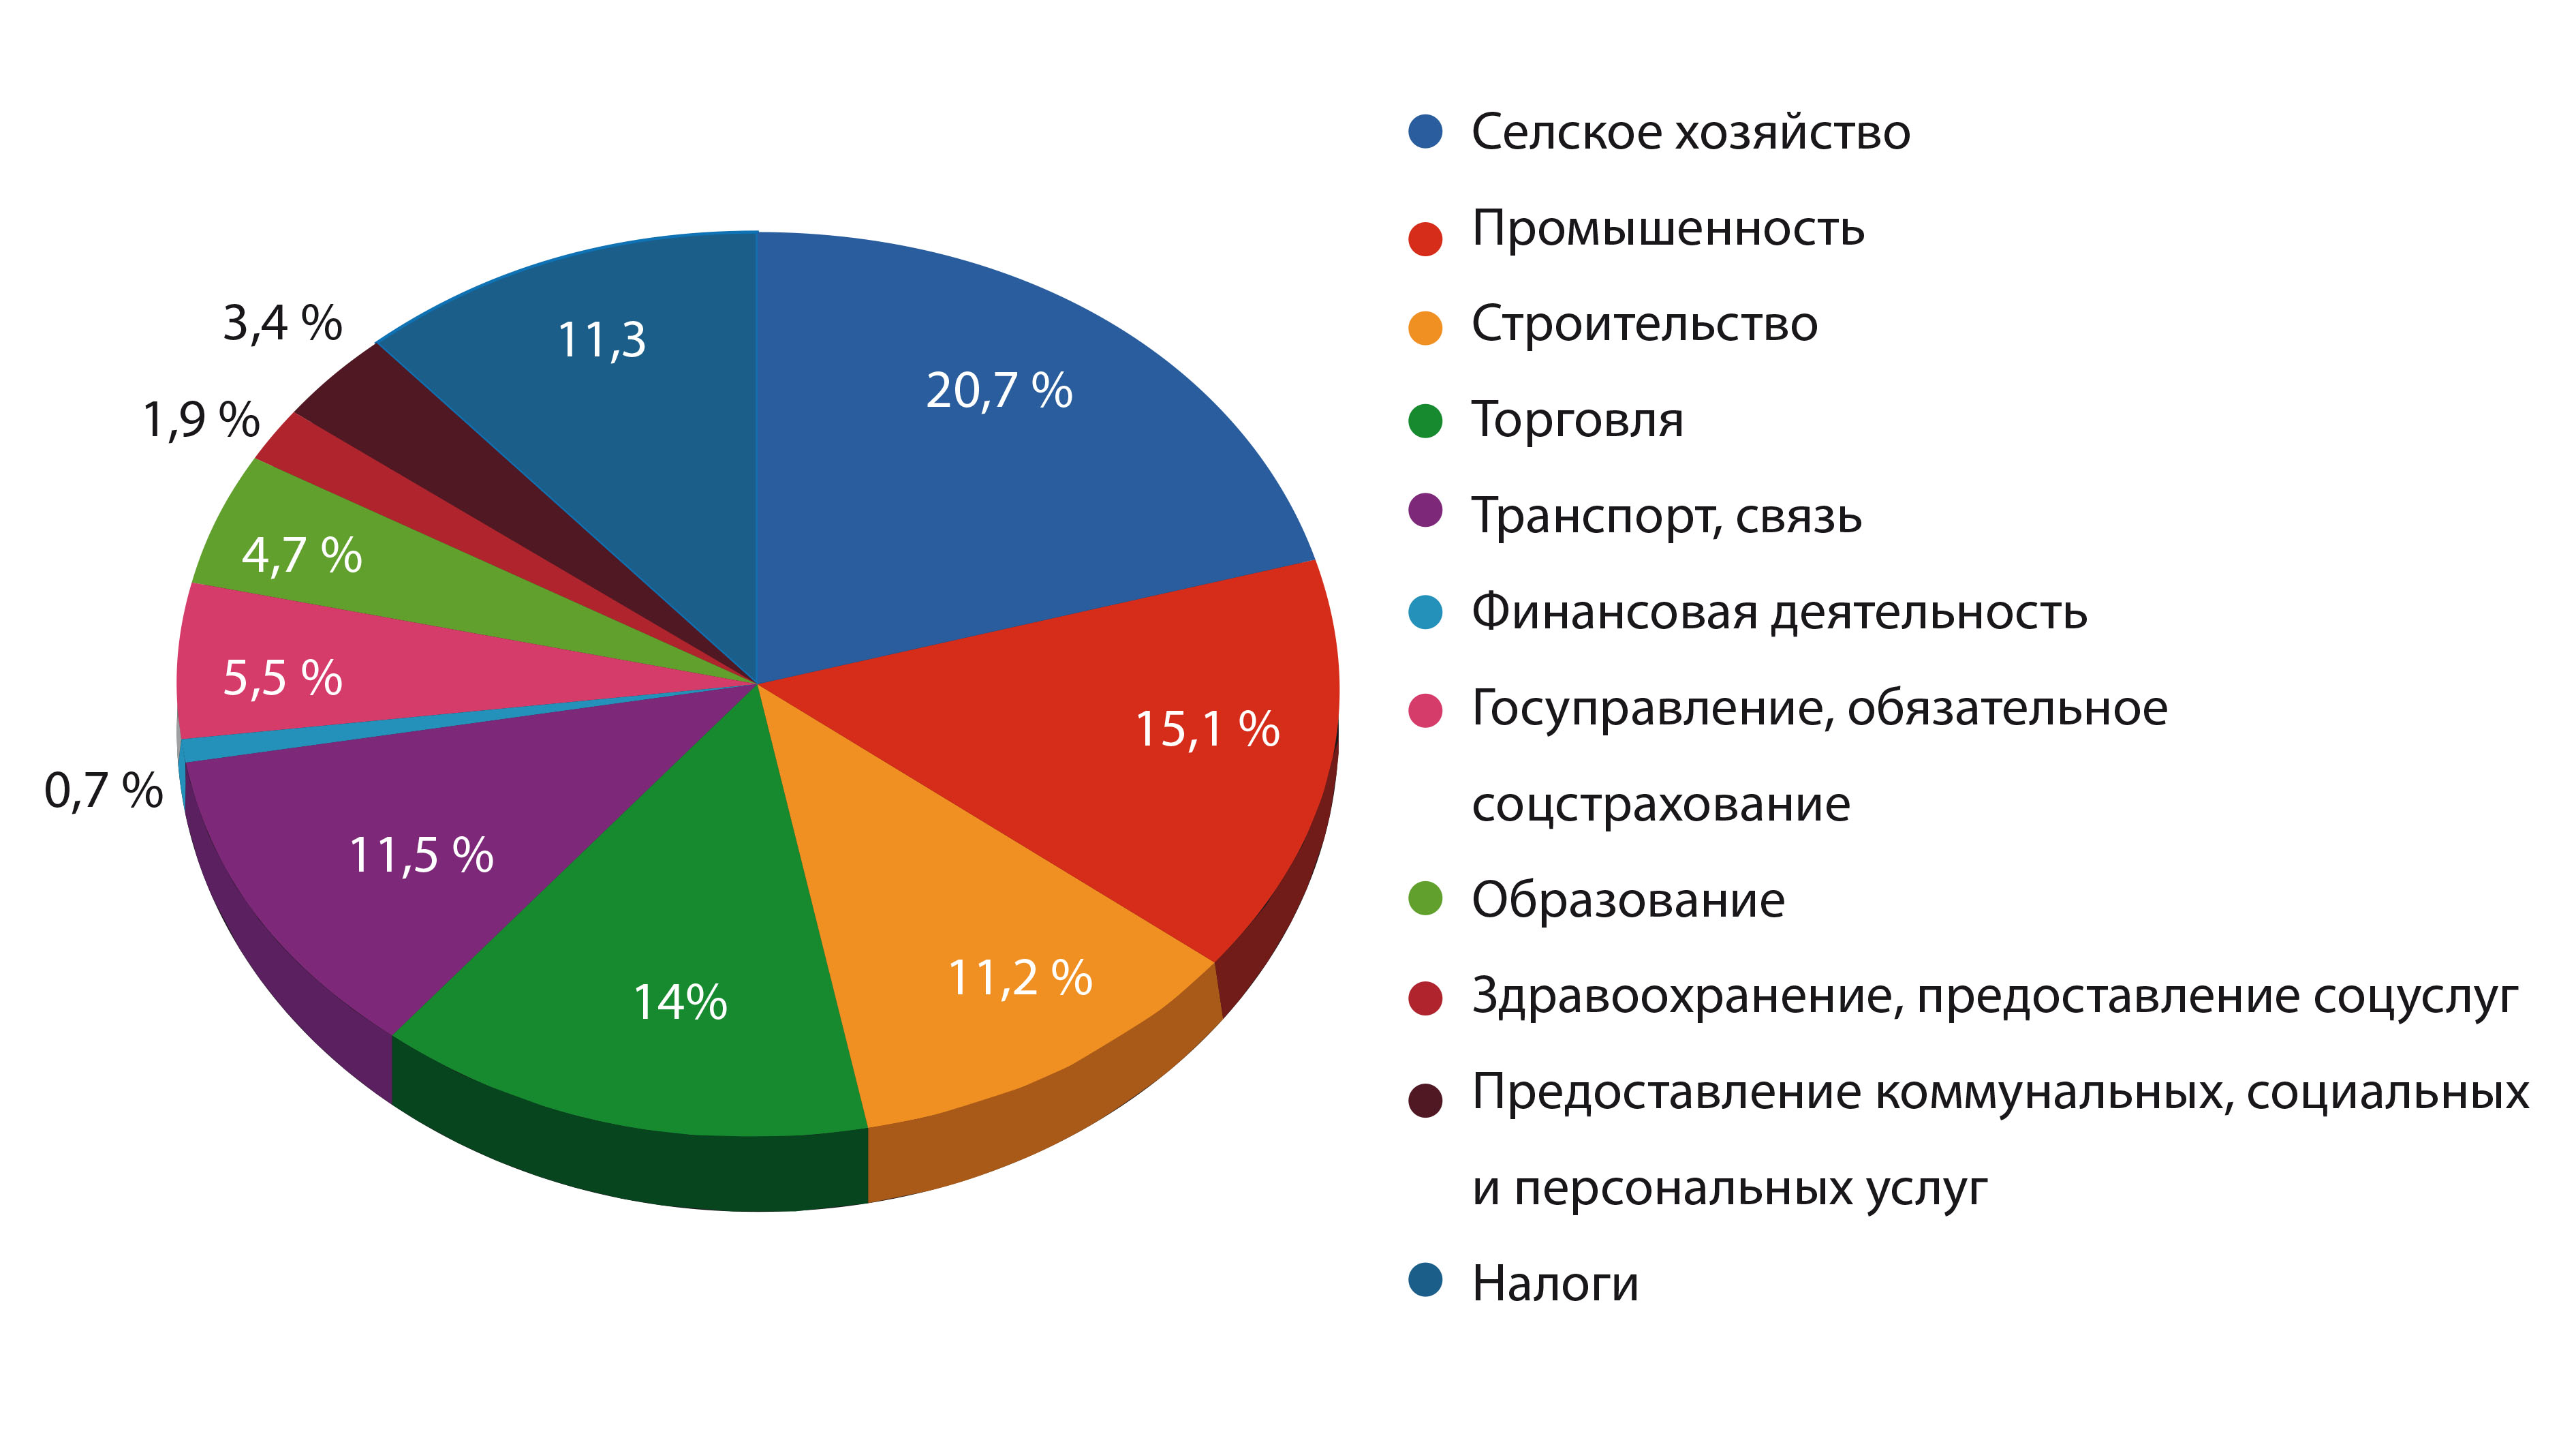 Селское хозяйство
Промышенность
3,4 %
11,3
Строительство
20,7 %
1,9 %
Торговля
Транспорт, связь
4,7 %
Финансовая деятельность
5,5 %
Госуправление, обязательное
15,1 %
0,7 %
соцстрахование
11,5 %
Образование
11,2 %
14%
Здравоохранение, предоставление соцуслуг
Предоставление коммунальных, социальных
и персональных услуг
Налоги